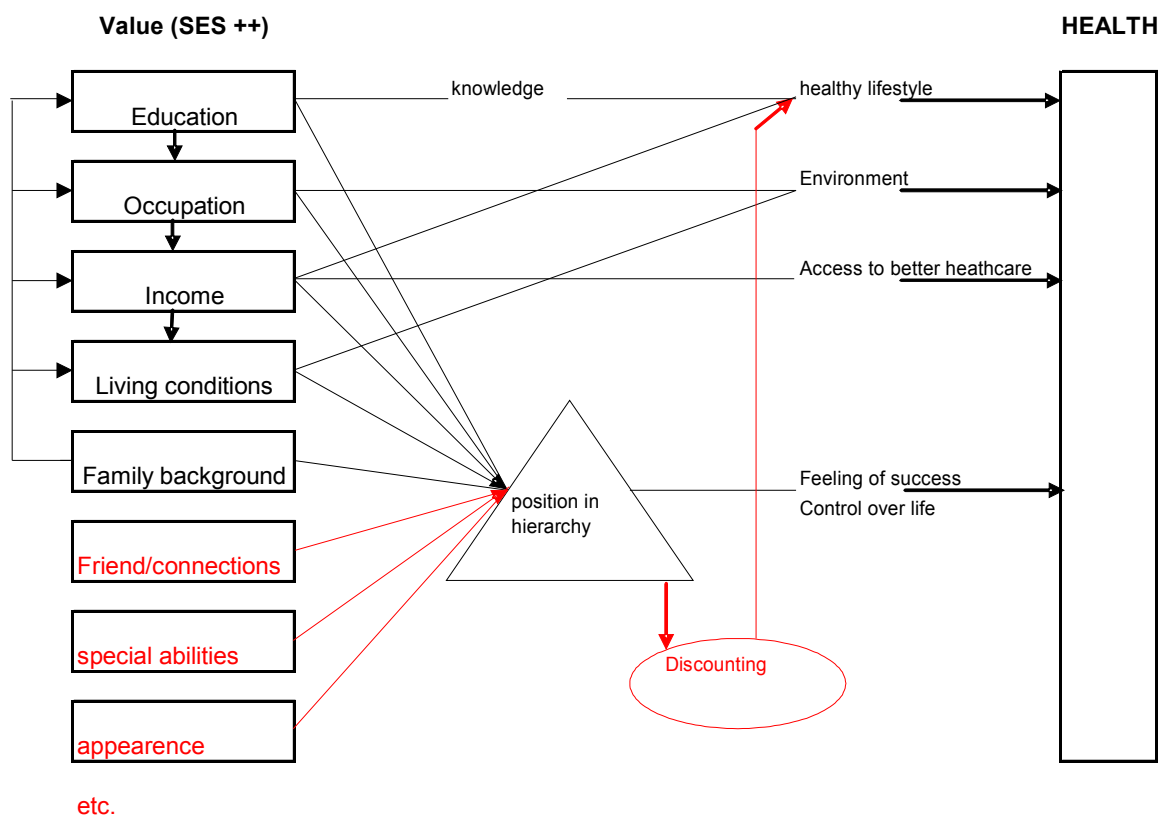 Value (SES ++)
HEALTH
Education
knowledge
healthy lifestyle
Occupation
Environment
Income
Access to better heathcare
Living conditions
Family background
position in
hierarchy
Feeling of success
Control over life
Friend/connections
special abilities
Discounting
appearence
etc.